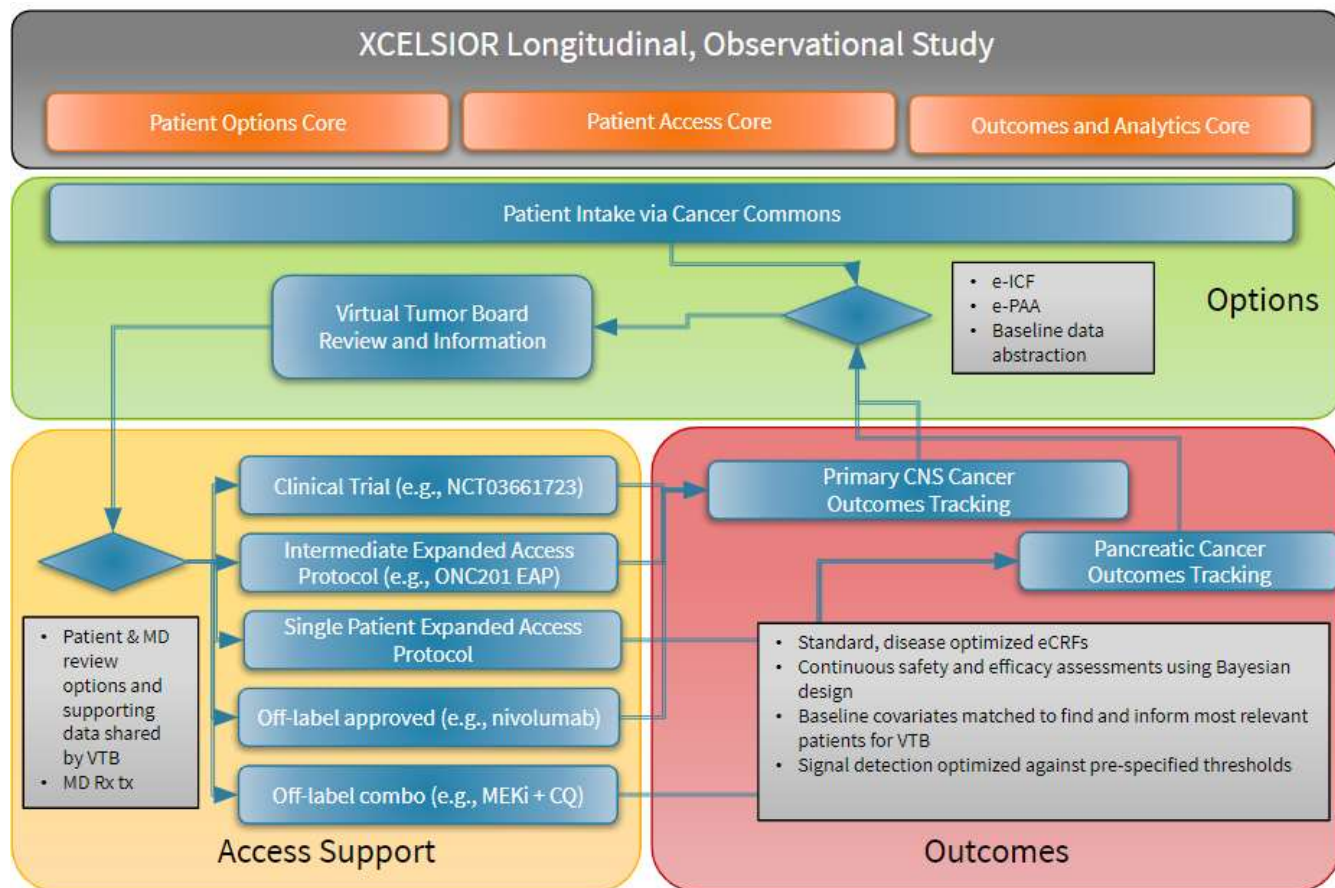 XCELSIOR Longitudinal, Observational Study
Patient Options Core
Patient Access Core
Outcomes and Analytics Core
Patient Intake via Cancer Commons
Virtual Tumor Board
Review and Information
• e-ICF
• e-PAA
• Baseline data
abstraction
Options
Clinical Trial (e.g., NCT03661723)
Intermediate Expanded Access
Protocol (e.g., ONC201 EAP)
Single Patient Expanded Access
Protocol
Off-label approved (e.g., nivolumab)
Off-label combo (e.g., MEKi + CQ)
• Patient & MD
review
options and
supporting
data shared
by VTB
• MD Rx tx
Access Support
Primary CNS Cancer
Outcomes Tracking
Pancreatic Cancer
Outcomes Tracking
• Standard, disease optimized eCRFs
• Continuous safety and efficacy assessments using Bayesian
design
• Baseline covariates matched to find and inform most relevant
patients for VTB
• Signal detection optimized against pre-specified thresholds
Outcomes